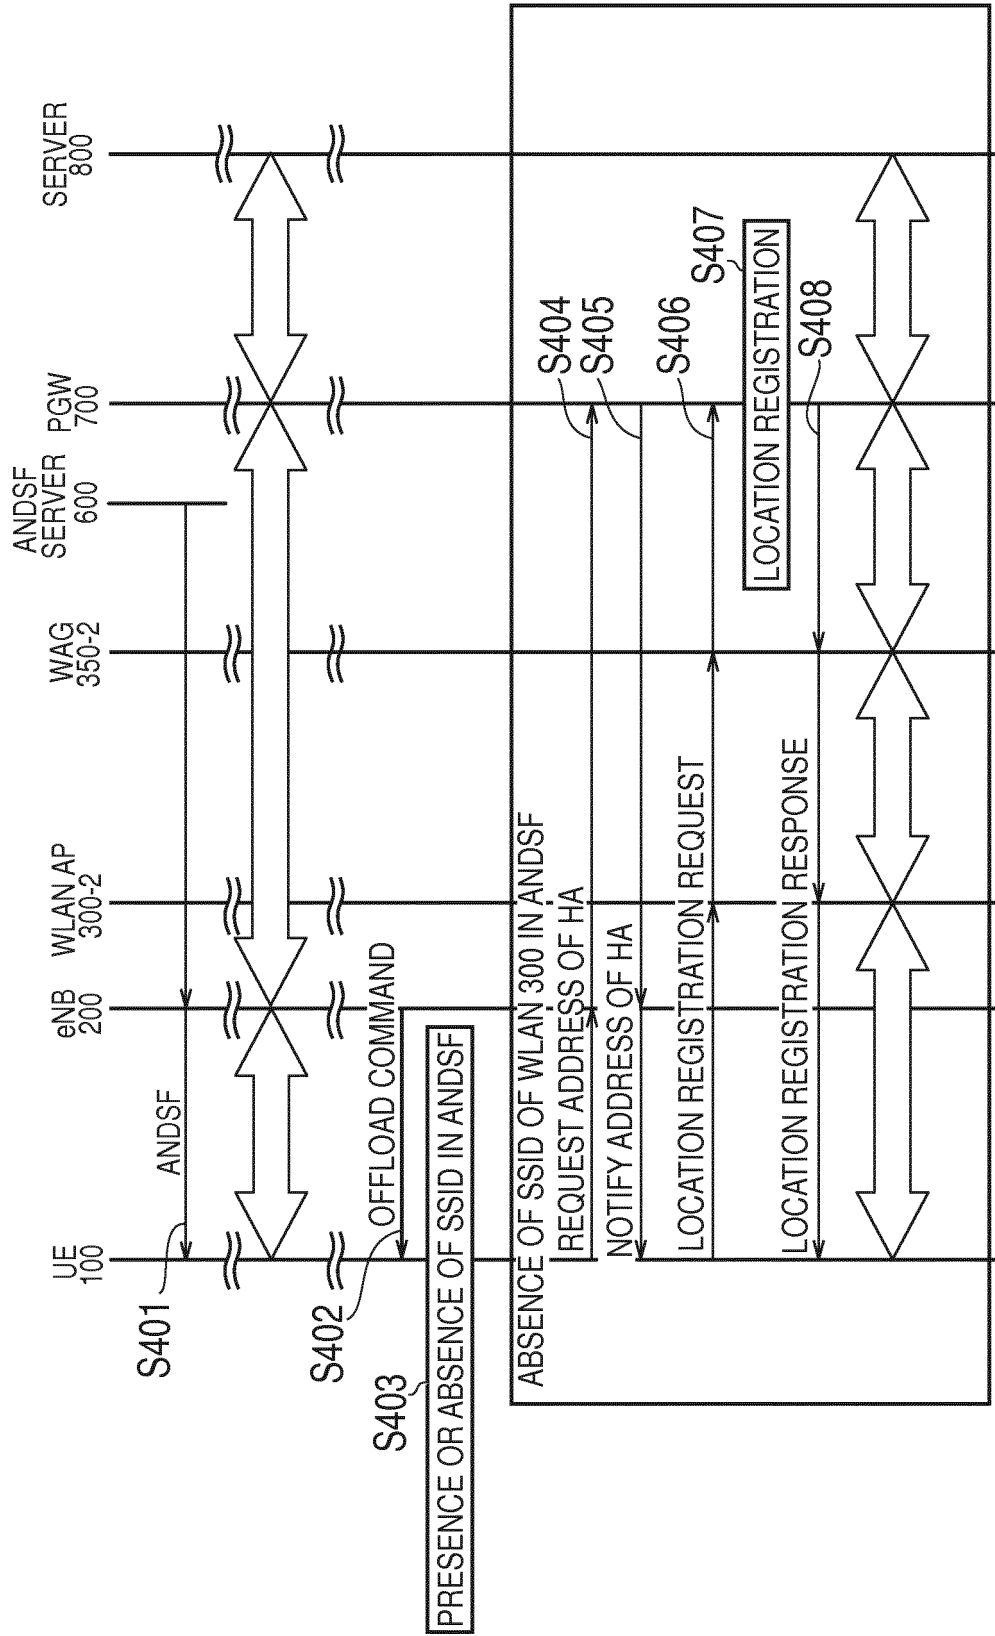 UE
100
eNB
200
WLAN AP
300-2
WAG
350-2
ANDSF
SERVER
600
PGW
700
SERVER
800
S401
ANDSF
S402
OFFLOAD COMMAND
S403
PRESENCE OR ABSENCE OF SSID IN ANDSF
ABSENCE OF SSID OF WLAN 300 IN ANDSF
REQUEST ADDRESS OF HA
S404
NOTIFY ADDRESS OF HA
S405
LOCATION REGISTRATION REQUEST
S406
S407
LOCATION REGISTRATION
LOCATION REGISTRATION RESPONSE
S408